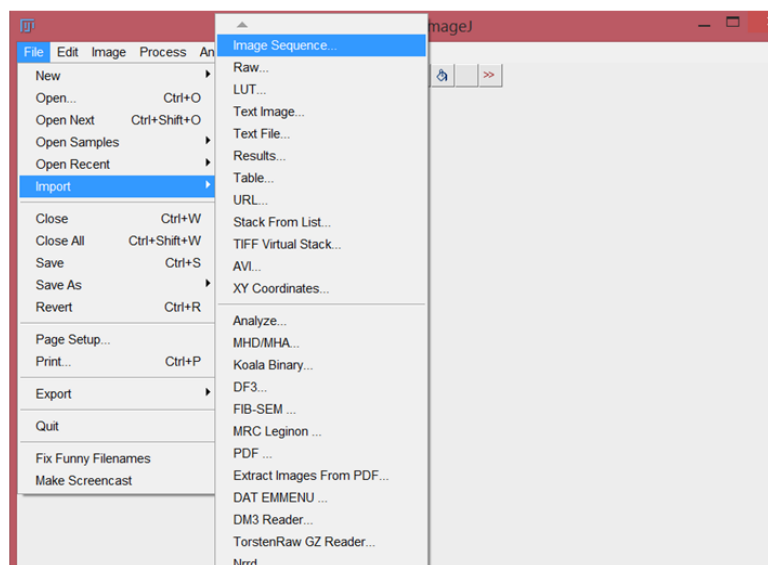 mageJ
File Edit Image Process An
New
Open... Ctrl+O
Open Next Ctrl+Shift+O
Open Samples
Open Recent
Import
Close Ctrl+W
Close All Ctrl+Shift+W
Save Ctrl+S
Save As
Revert Ctrl+R
Page Setup...
Print... Ctrl+P
Export
Quit
Fix Funny Filenames
Make Screencast
Image Sequence...
Raw...
LUT...
Text Image...
Text File...
Results...
Table...
URL...
Stack From List...
TIFF Virtual Stack...
AVI...
XY Coordinates...
Analyze...
MHD/MHA...
Koala Binary...
DF3...
FIB-SEM ...
MRC Leginon ...
PDF ...
Extract Images From PDF...
DAT EMMENU ...
DM3 Reader...
TorstenRaw GZ Reader...
Nrrd
>>